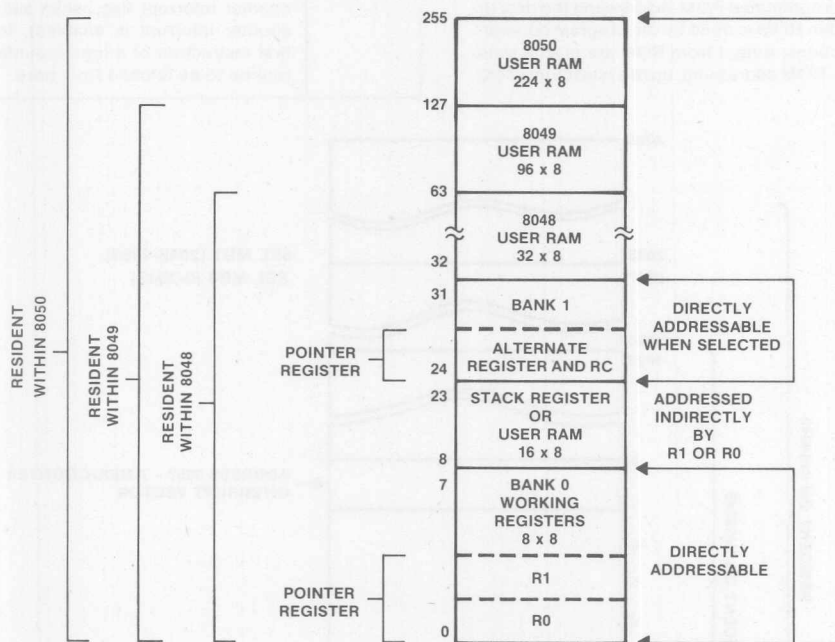 255
8050
USER RAM
224 x 8
127
8049
USER RAM
96 x 8
63
8048
USER RAM
32 x 8
32
31
BANK 1
ALTERNATE
REGISTER AND RC
24
23
STACK REGISTER
OR
USER RAM
16 x 8
8
7
BANK 0
WORKING
REGISTERS
8 x 8
R1
R0
0
RESIDENT
WITHIN 8050
RESIDENT
WITHIN 8049
RESIDENT
WITHIN 8048
POINTER
REGISTER
POINTER
REGISTER
DIRECTLY
ADDRESSABLE
WHEN SELECTED
ADDRESSED
INDIRECTLY
BY
R1 OR R0
DIRECTLY
ADDRESSABLE